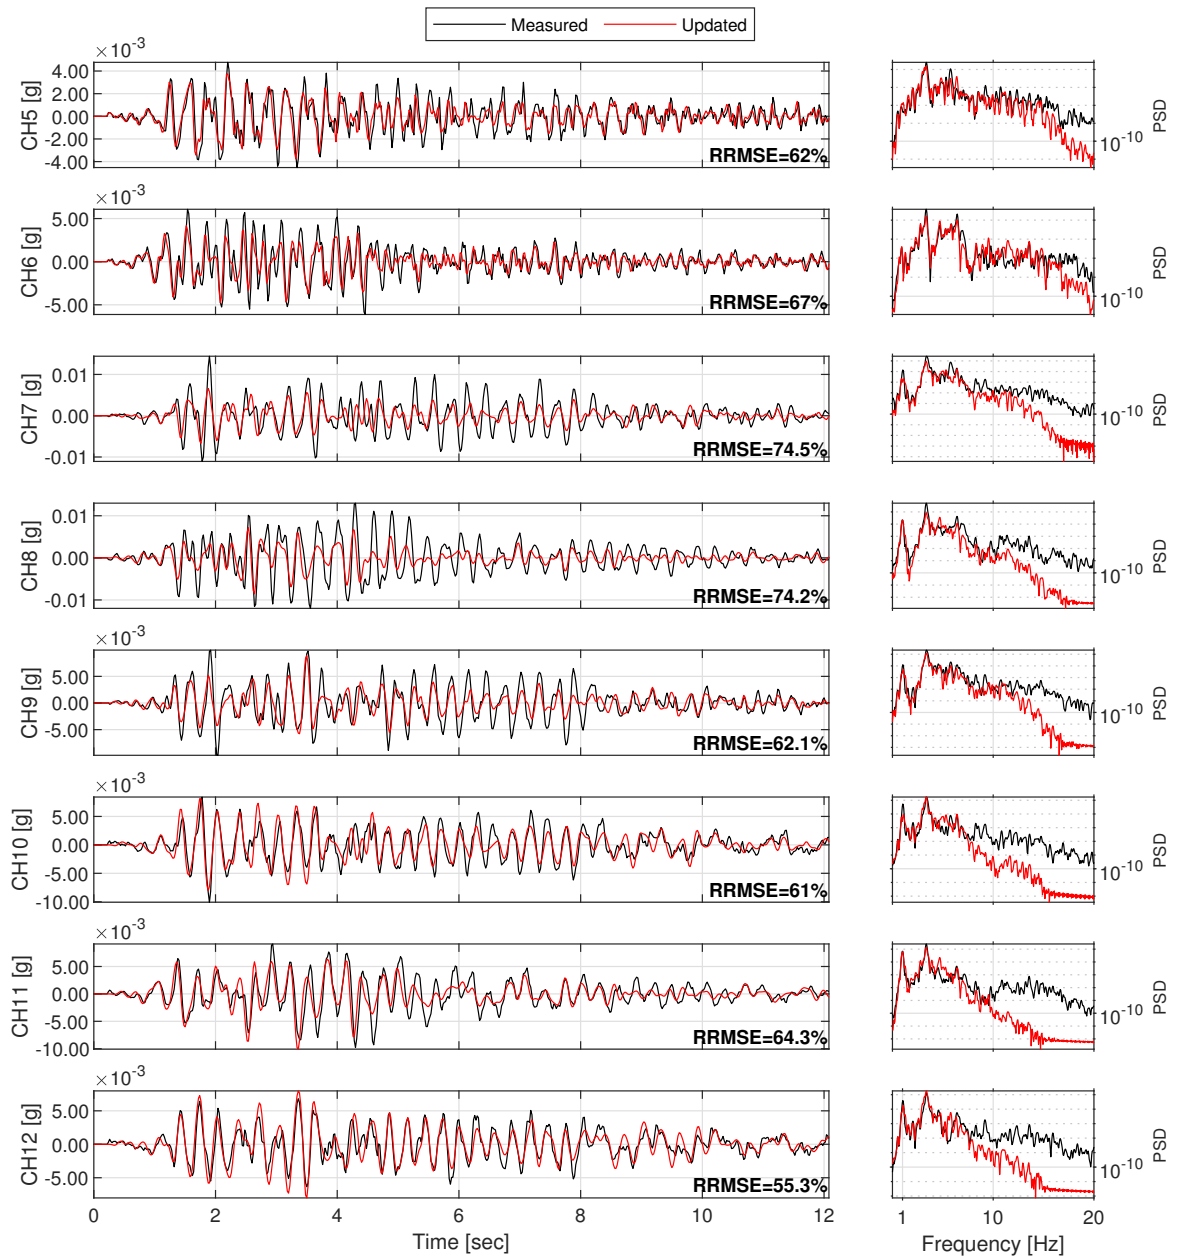 Measured Updated
×10-3
CH5 [g]
4.00
2.00
0.00
-2.00
-4.00
RRMSE=62%
10-10
PSD
×10-3
CH6 [g]
5.00
0.00
-5.00
RRMSE=67%
10-10
PSD
CH7 [g]
0.01
0.00
-0.01
RRMSE=74.5%
10-10
PSD
CH8 [g]
0.01
0.00
-0.01
RRMSE=74.2%
10-10
PSD
×10-3
CH9 [g]
5.00
0.00
-5.00
RRMSE=62.1%
10-10
PSD
×10-3
CH10 [g]
5.00
0.00
-5.00
-10.00
RRMSE=61%
10-10
PSD
×10-3
CH11 [g]
5.00
0.00
-5.00
-10.00
RRMSE=64.3%
10-10
PSD
×10-3
CH12 [g]
5.00
0.00
-5.00
RRMSE=55.3%
10-10
PSD
0 2 4 6 8 10 12
Time [sec]
1 10 20
Frequency [Hz]